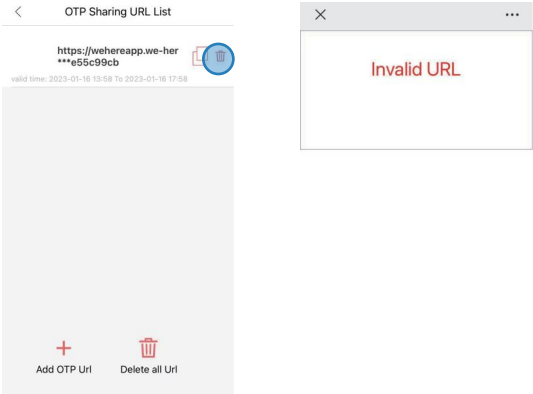 OTP Sharing URL List
https://wehereapp.we-her
***e55c99cb
valid time: 2023-01-16 13:58 To 2023-01-16 17:58
Add OTP Url
Delete all Url
Invalid URL